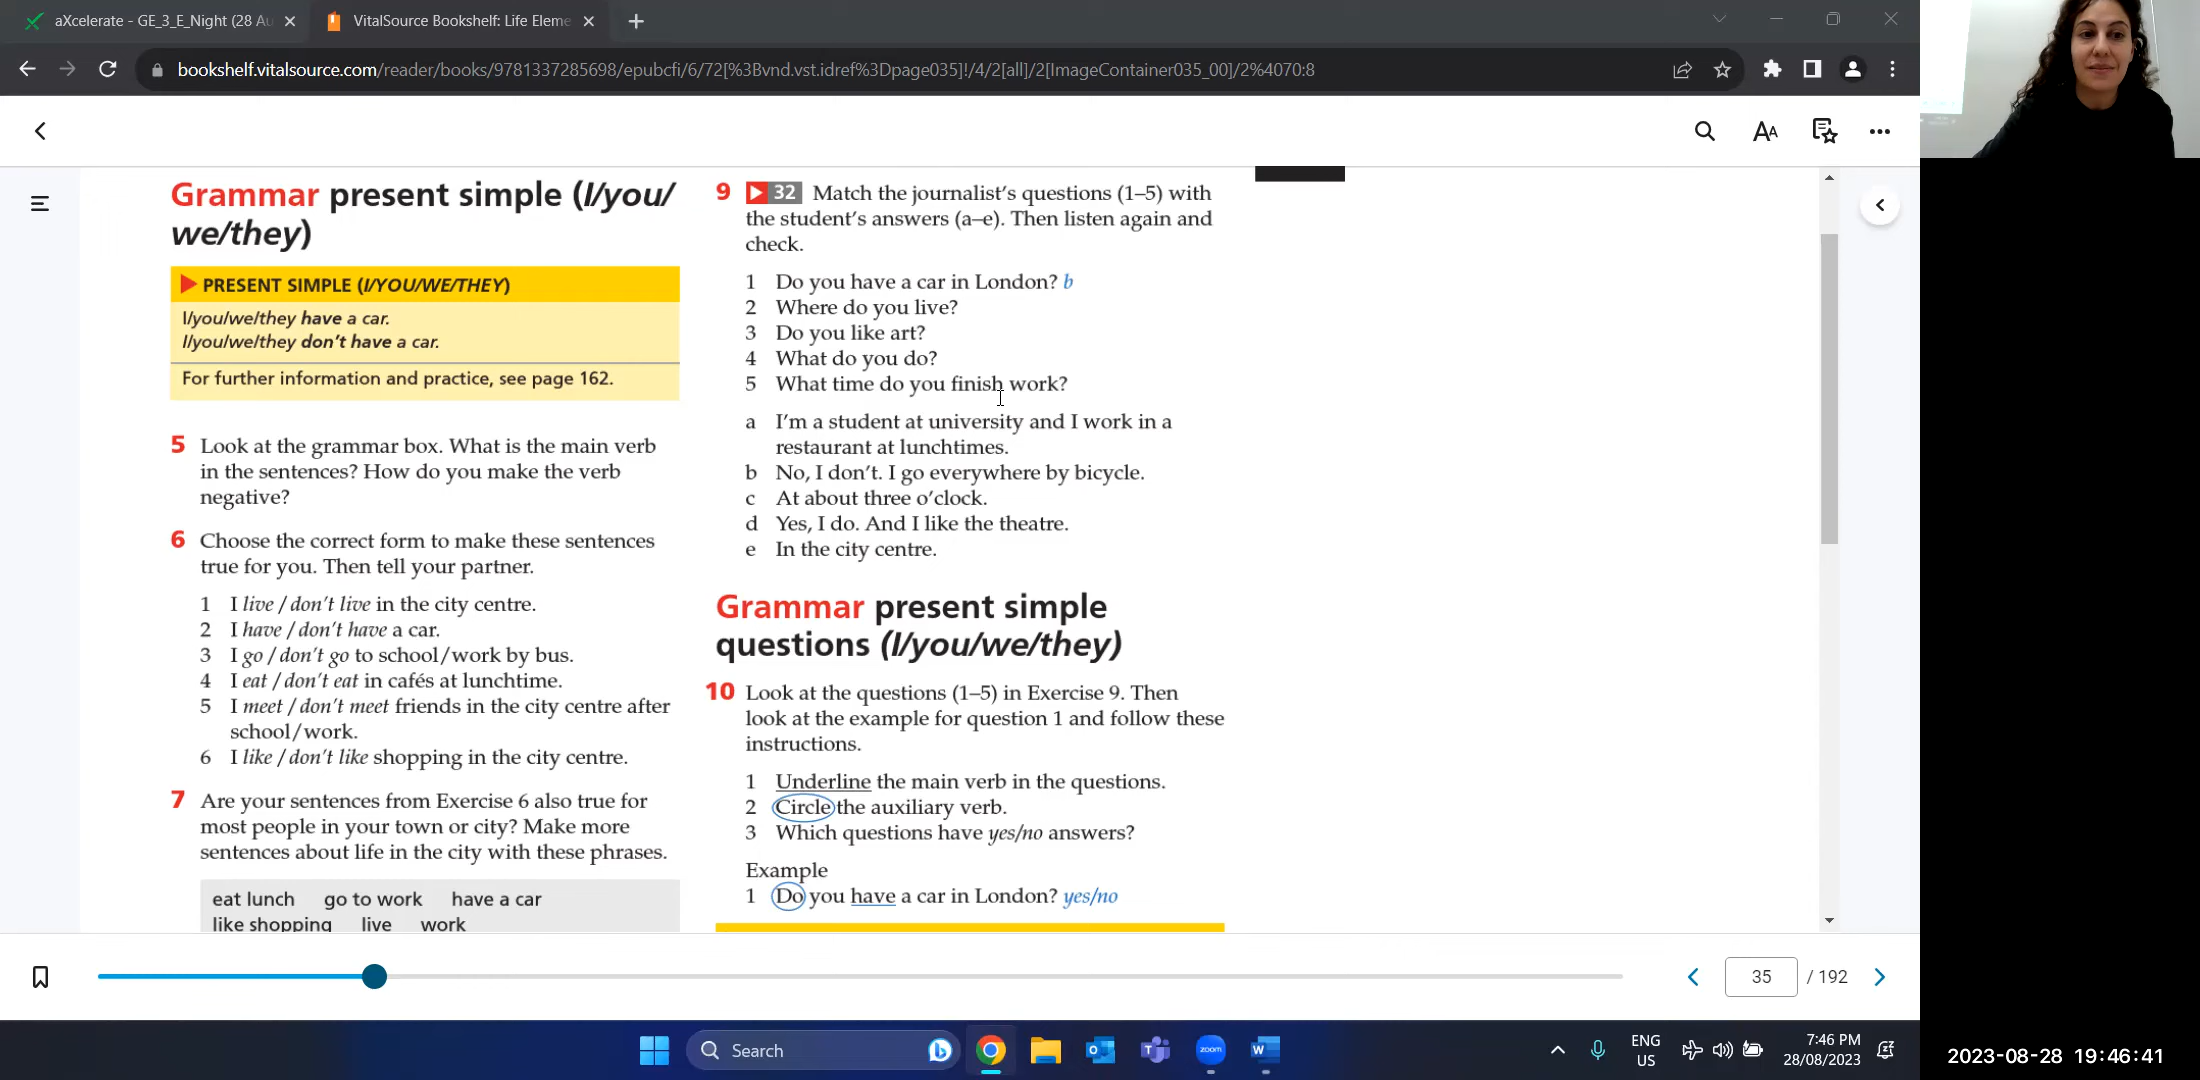 aXcelerate - GE_3_E_Night (28 Au
VitalSource Bookshelf: Life Eleme
bookshelf.vitalsource.com/reader/books/9781337285698/epubcfi/6/72[%3Bvnd.vst.idref%3Dpage035]!/4/2[all]/2[ImageContainer035_00]/2%4070:8
AA
Grammar present simple (I/you/
we/they)
PRESENT SIMPLE (I/YOU/WE/THEY)
I/you/we/they have a car.
I/you/we/they don't have a car.
For further information and practice, see page 162.
5 Look at the grammar box. What is the main verb
in the sentences? How do you make the verb
negative?
6 Choose the correct form to make these sentences
true for you. Then tell your partner.
1 I live / don't live in the city centre.
2 I have / don't have a car.
3 I go / don't go to school/work by bus.
4 I eat / don't eat in cafés at lunchtime.
5 I meet / don't meet friends in the city centre after
school/work.
6 I like / don't like shopping in the city centre.
7 Are your sentences from Exercise 6 also true for
most people in your town or city? Make more
sentences about life in the city with these phrases.
eat lunch go to work have a car
like shopping live work
9 32 Match the journalist's questions (1–5) with
the student's answers (a–e). Then listen again and
check.
1 Do you have a car in London? b
2 Where do you live?
3 Do you like art?
4 What do you do?
5 What time do you finish work?
a I'm a student at university and I work in a
restaurant at lunchtimes.
b No, I don't. I go everywhere by bicycle.
c At about three o'clock.
d Yes, I do. And I like the theatre.
e In the city centre.
Grammar present simple
questions (I/you/we/they)
10 Look at the questions (1–5) in Exercise 9. Then
look at the example for question 1 and follow these
instructions.
1 Underline the main verb in the questions.
2 Circle the auxiliary verb.
3 Which questions have yes/no answers?
Example
1 Do you have a car in London? yes/no
35 / 192
Search
zoom
ENG
US
7:46 PM
28/08/2023
2023-08-28 19:46:41